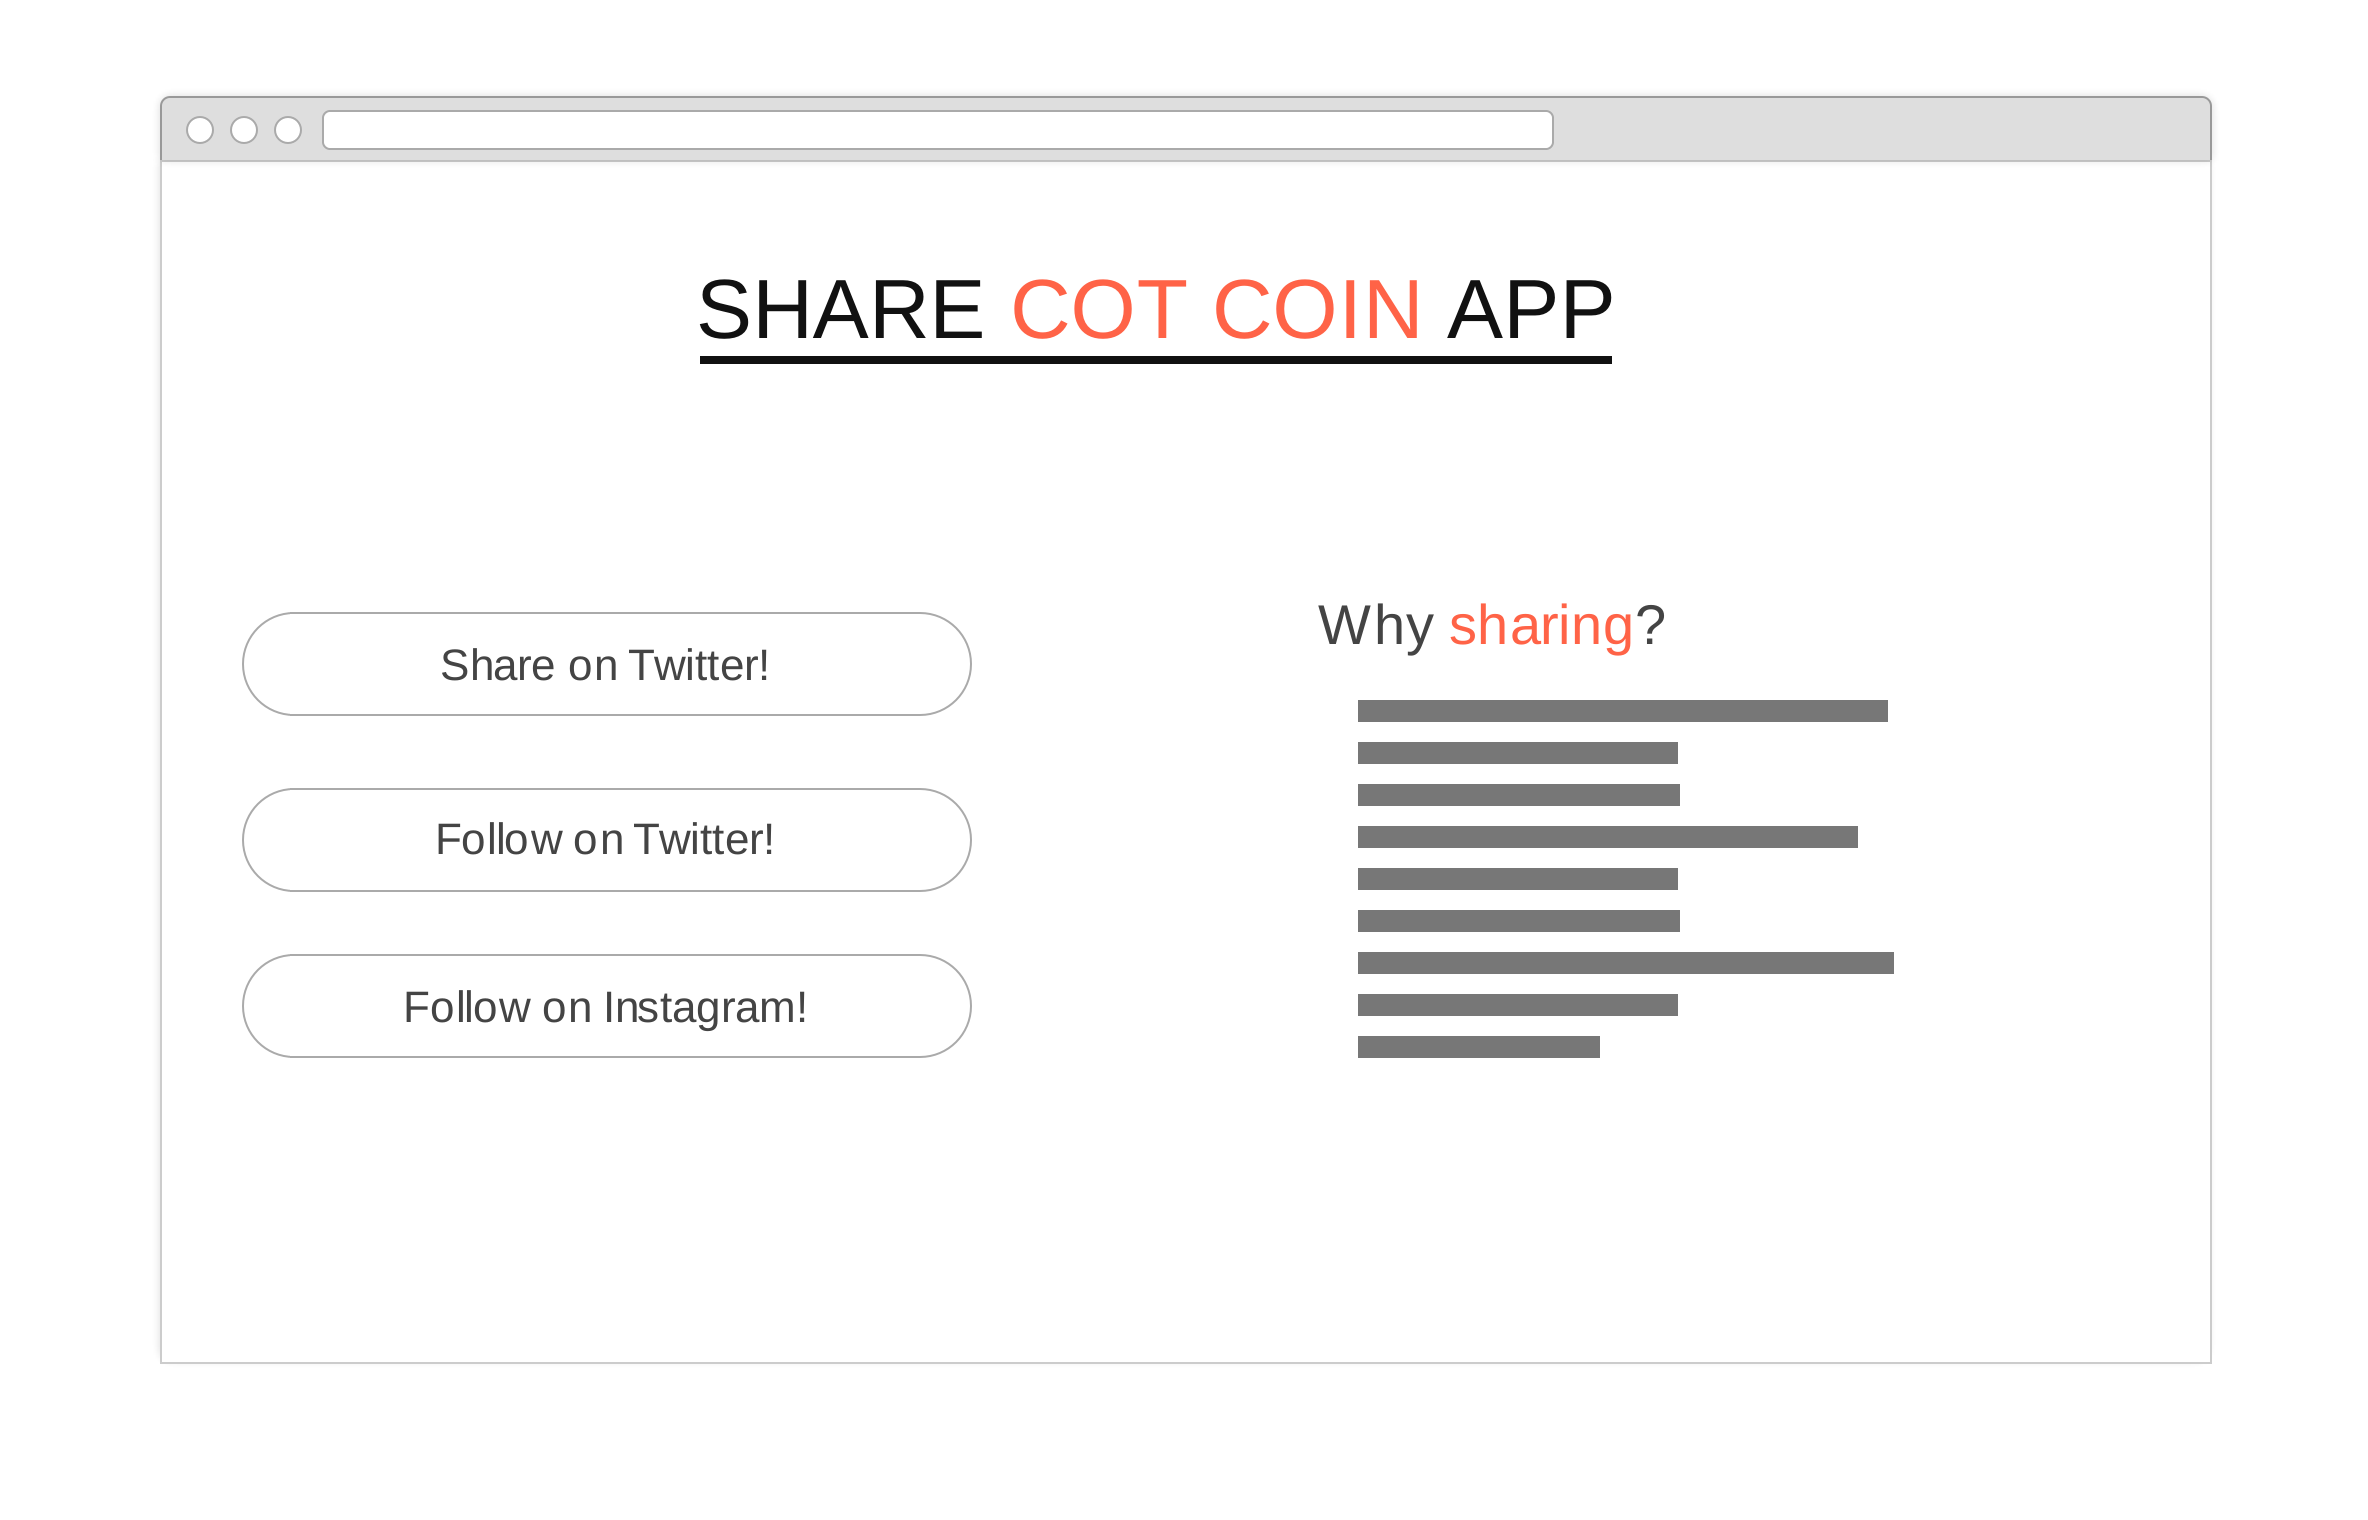 SHARE COT COIN APP
Share on Twitter!
Follow on Twitter!
Follow on Instagram!
Why sharing?